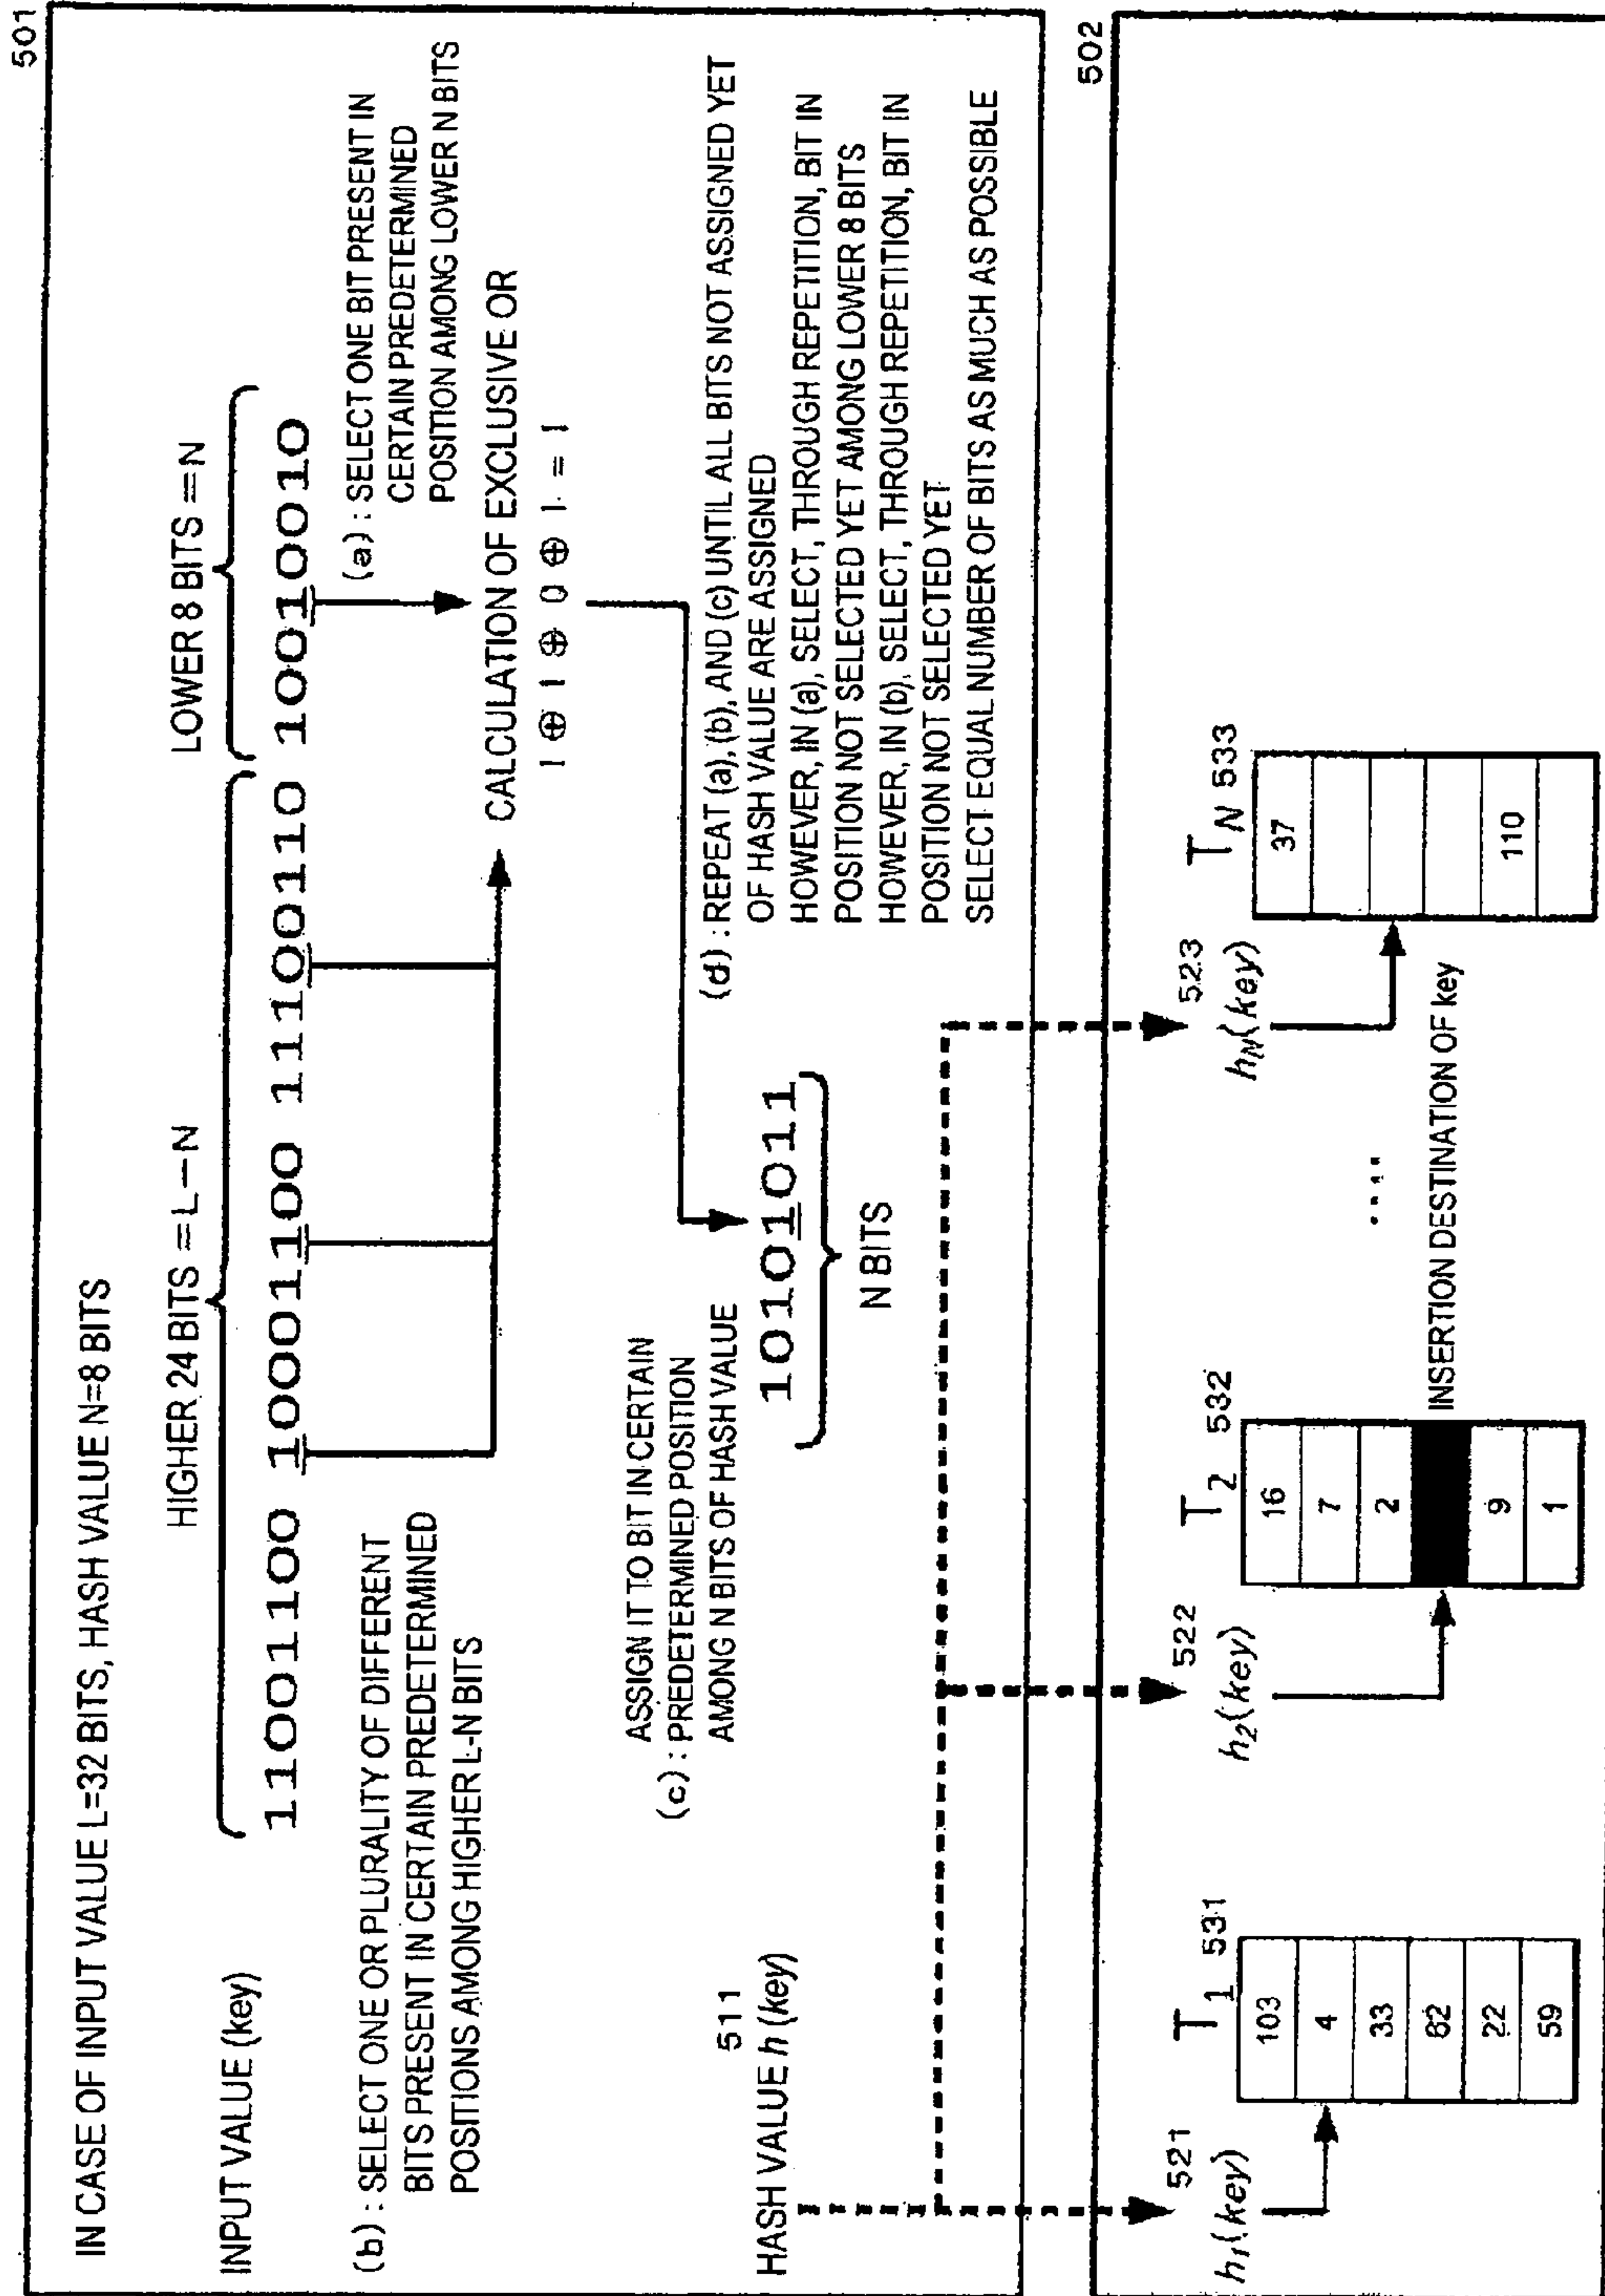 501
IN CASE OF INPUT VALUE L=32 BITS, HASH VALUE N=8 BITS
HIGHER 24 BITS =L-N
LOWER 8 BITS =N
INPUT VALUE (key)
11001100 10001100 11100110 10010010
(a) : SELECT ONE BIT PRESENT IN
CERTAIN PREDETERMINED
POSITION AMONG LOWER N BITS
(b) : SELECT ONE OR PLURALITY OF DIFFERENT
BITS PRESENT IN CERTAIN PREDETERMINED
POSITIONS AMONG HIGHER L-N BITS
CALCULATION OF EXCLUSIVE OR
1 ⊕ 1 ⊕ 0 ⊕ 1 = 1
ASSIGN IT TO BIT IN CERTAIN
(c) : PREDETERMINED POSITION
AMONG N BITS OF HASH VALUE
(d) : REPEAT (a), (b), AND (c) UNTIL ALL BITS NOT ASSIGNED YET
OF HASH VALUE ARE ASSIGNED
HOWEVER, IN (a), SELECT, THROUGH REPETITION, BIT IN
POSITION NOT SELECTED YET AMONG LOWER 8 BITS
HOWEVER, IN (b), SELECT, THROUGH REPETITION, BIT IN
POSITION NOT SELECTED YET
SELECT EQUAL NUMBER OF BITS AS MUCH AS POSSIBLE
511
HASH VALUE h (key)
10101011
N BITS
502
521
h1(key)
T1 531
103
4
33
62
22
59
522
h2(key)
T2 532
16
7
2
9
1
INSERTION DESTINATION OF key
....
523
hN(key)
TN 533
37
110